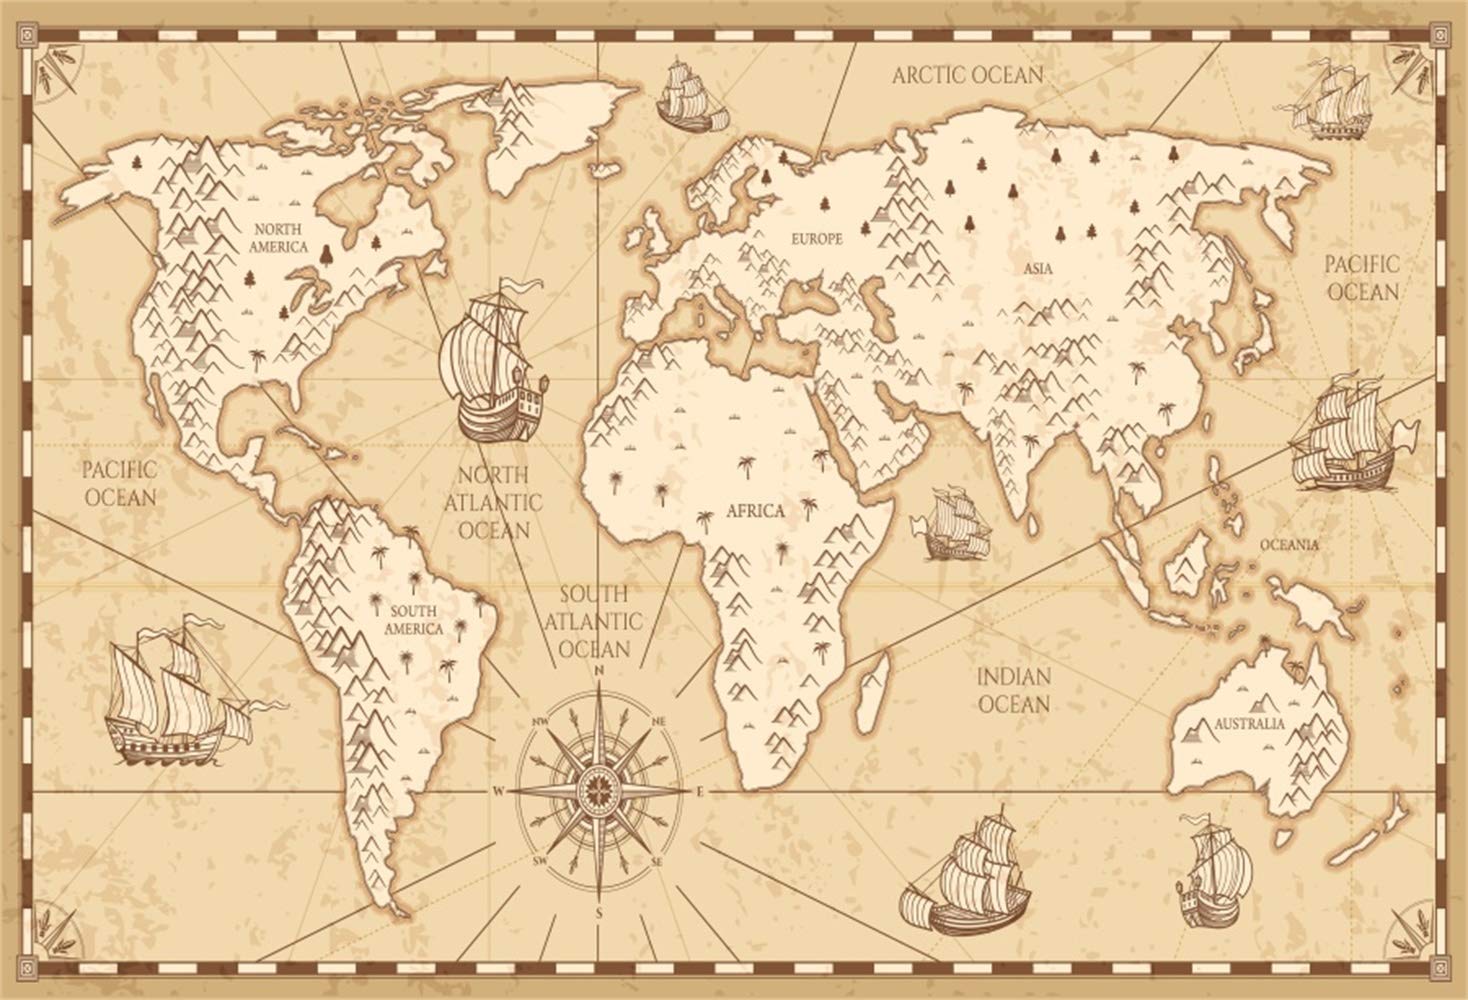 ARCTIC OCEAN
NORTH
AMERICA
EUROPE
ASIA
PACIFIC
OCEAN
PACIFIC
OCEAN
NORTH
ATLANTIC
OCEAN
AFRICA
OCEANIA
SOUTH
AMERICA
SOUTH
ATLANTIC
OCEAN
INDIAN
OCEAN
AUSTRALIA
N
NW
NE
W
E
SW
SE
S